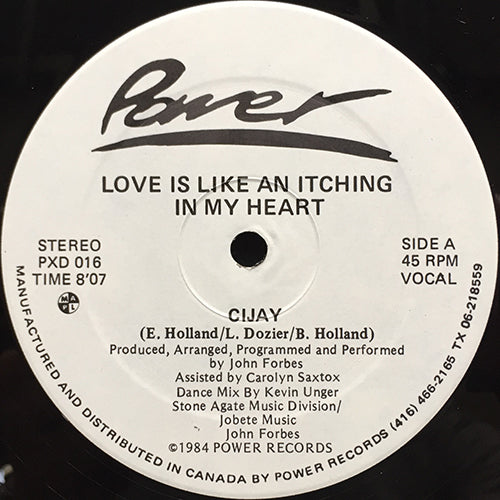 Power
LOVE IS LIKE AN ITCHING
IN MY HEART
STEREO
PXD 016
TIME 8'07
SIDE A
45 RPM
VOCAL
MAPL
CIJAY
(E. Holland/L. Dozier/B. Holland)
Produced, Arranged, Programmed and Performed
by John Forbes
Assisted by Carolyn Saxtox
Dance Mix By Kevin Unger
Stone Agate Music Division/
Jobete Music
John Forbes
©1984 POWER RECORDS
MANUFACTURED AND DISTRIBUTED IN CANADA BY POWER RECORDS (416) 466-2165 TX 06-218559